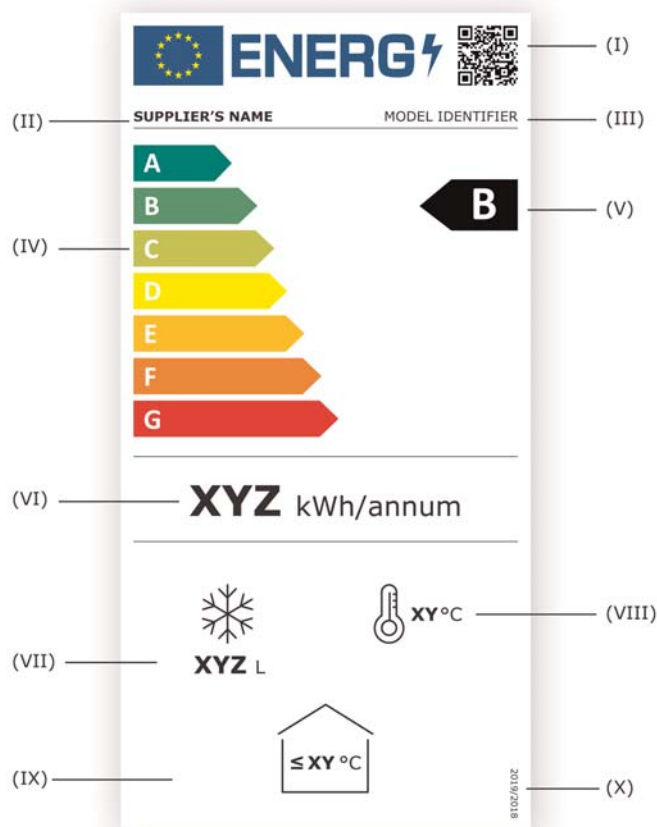 ENERG
(I)
(II)
SUPPLIER'S NAME
MODEL IDENTIFIER
(III)
A
B
B
(V)
(IV)
C
D
E
F
G
(VI)
XYZ kWh/annum
XY°C
(VIII)
(VII)
XYZ L
≤ XY °C
(IX)
2019/2018
(X)